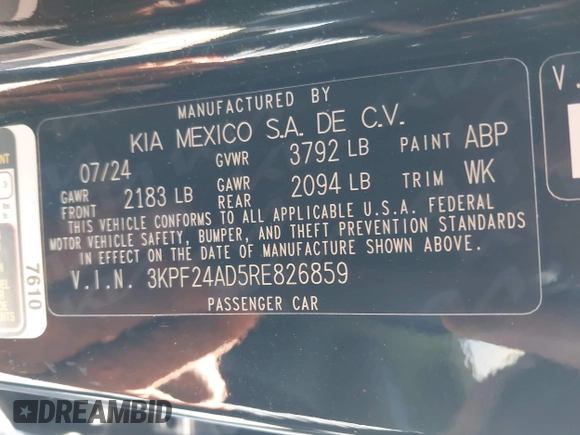 MANUFACTURED BY
KIA MEXICO S.A. DE C.V.
07/24 GVWR 3792 LB PAINT ABP
GAWR FRONT 2183 LB GAWR REAR 2094 LB TRIM WK
THIS VEHICLE CONFORMS TO ALL APPLICABLE U.S.A. FEDERAL
MOTOR VEHICLE SAFETY, BUMPER, AND THEFT PREVENTION STANDARDS
IN EFFECT ON THE DATE OF MANUFACTURE SHOWN ABOVE.
V.I.N. 3KPF24AD5RE826859
PASSENGER CAR
7610
V.
DREAMBID